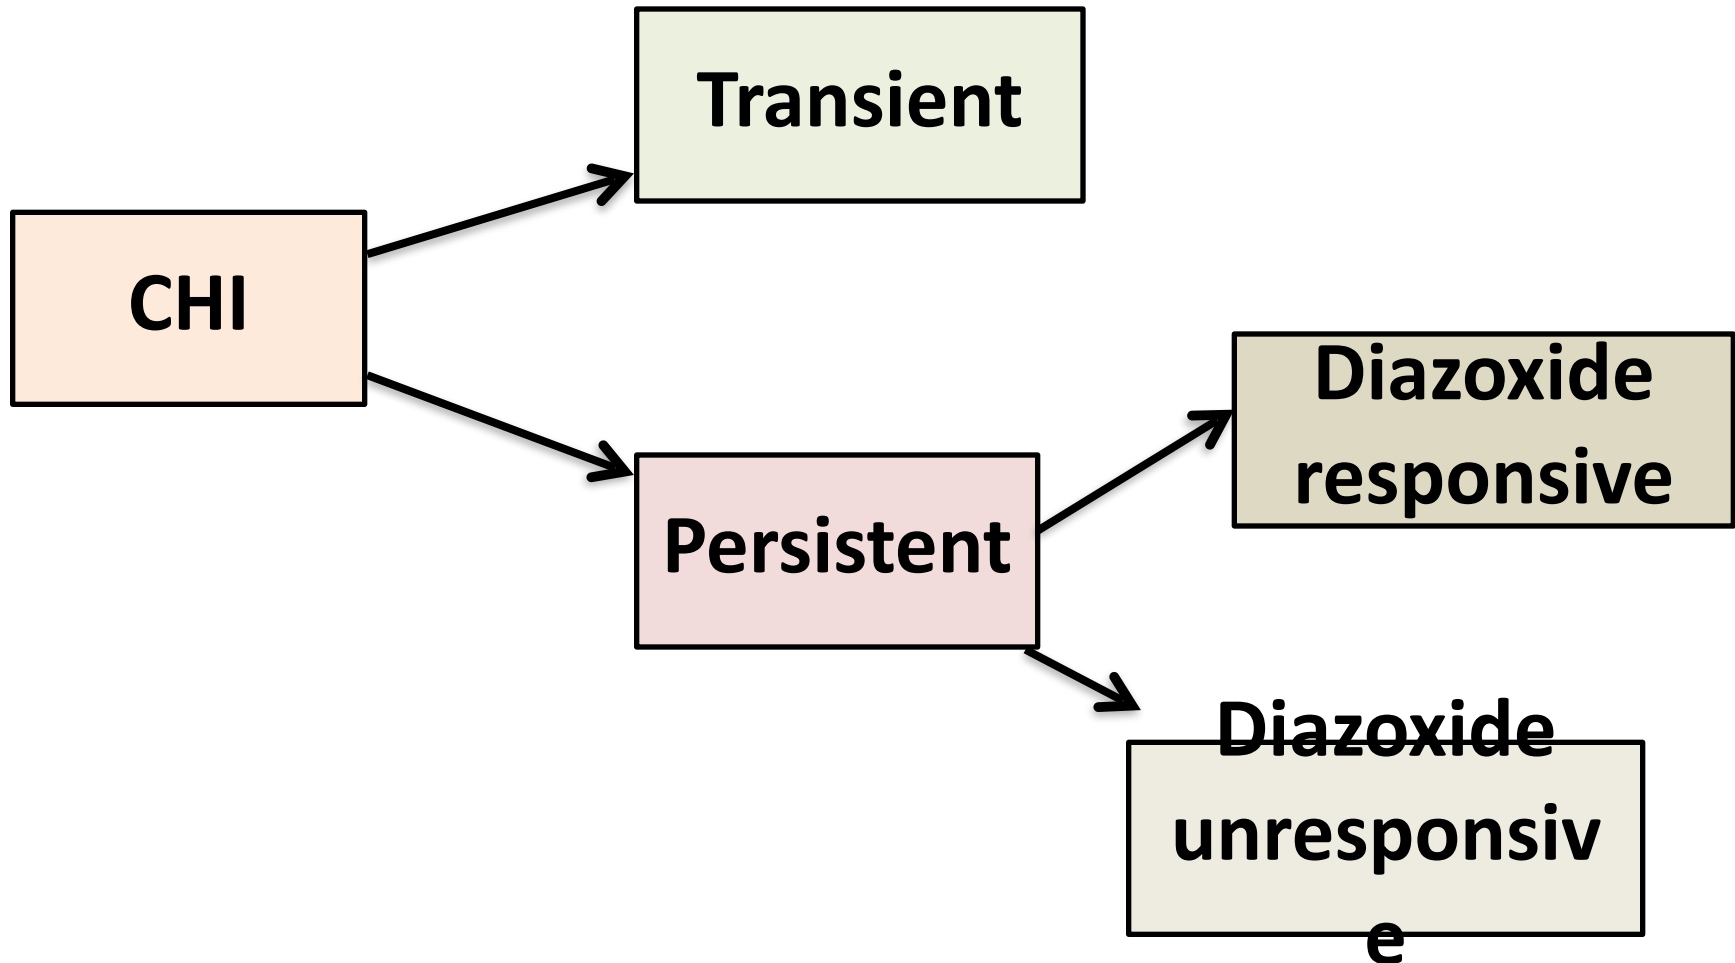 Transient
CHI
Persistent
Diazoxide
responsive
Diazoxide
unresponsiv
e